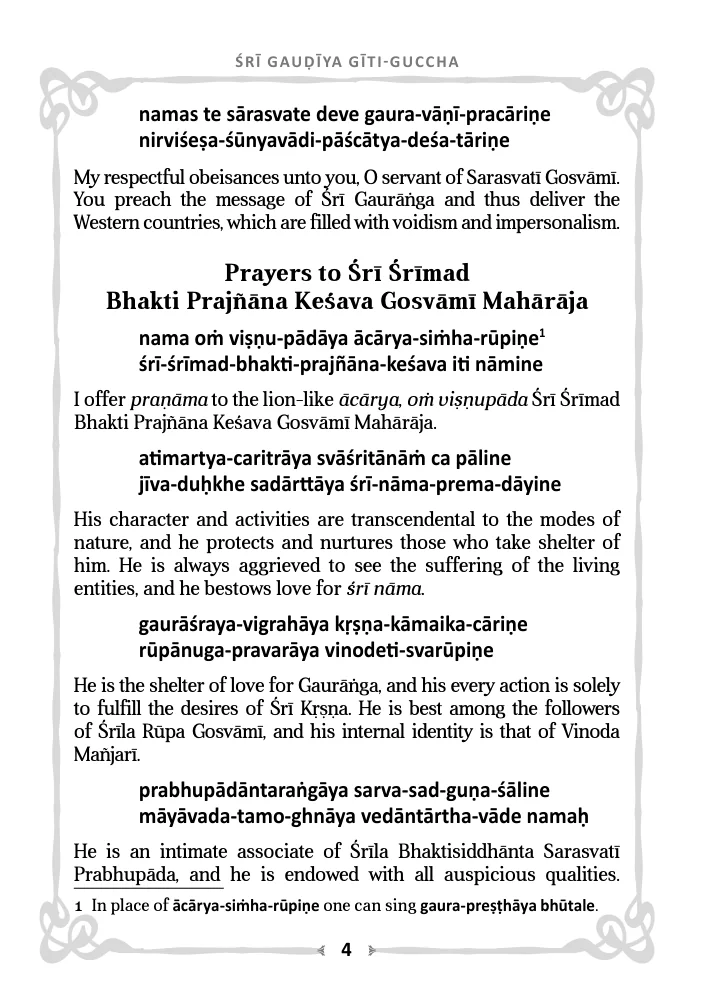 ŚRĪ GAUḌĪYA GĪTI-GUCCHA
namas te sārasvate deve gaura-vāṇī-pracāriṇe
nirviśeṣa-śūnyavādi-pāścātya-deśa-tāriṇe
My respectful obeisances unto you, O servant of Sarasvatī Gosvāmī.
You preach the message of Śrī Gaurāṅga and thus deliver the
Western countries, which are filled with voidism and impersonalism.
Prayers to Śrī Śrīmad
Bhakti Prajñāna Keśava Gosvāmī Mahārāja
nama oṁ viṣṇu-pādāya ācārya-siṁha-rūpiṇe¹
śrī-śrīmad-bhakti-prajñāna-keśava iti nāmine
I offer praṇāma to the lion-like ācārya, oṁ viṣṇupāda Śrī Śrīmad
Bhakti Prajñāna Keśava Gosvāmī Mahārāja.
atimartya-caritrāya svāśritānāṁ ca pāline
jīva-duḥkhe sadārttāya śrī-nāma-prema-dāyine
His character and activities are transcendental to the modes of
nature, and he protects and nurtures those who take shelter of
him. He is always aggrieved to see the suffering of the living
entities, and he bestows love for śrī nāma.
gaurāśraya-vigrahāya kṛṣṇa-kāmaika-cāriṇe
rūpānuga-pravarāya vinodeti-svarūpiṇe
He is the shelter of love for Gaurāṅga, and his every action is solely
to fulfill the desires of Śrī Kṛṣṇa. He is best among the followers
of Śrīla Rūpa Gosvāmī, and his internal identity is that of Vinoda
Mañjarī.
prabhupādāntaraṅgāya sarva-sad-guṇa-śāline
māyāvada-tamo-ghnāya vedāntārtha-vāde namaḥ
He is an intimate associate of Śrīla Bhaktisiddhānta Sarasvatī
Prabhupāda, and he is endowed with all auspicious qualities.
1 In place of ācārya-siṁha-rūpiṇe one can sing gaura-preṣṭhāya bhūtale.
4